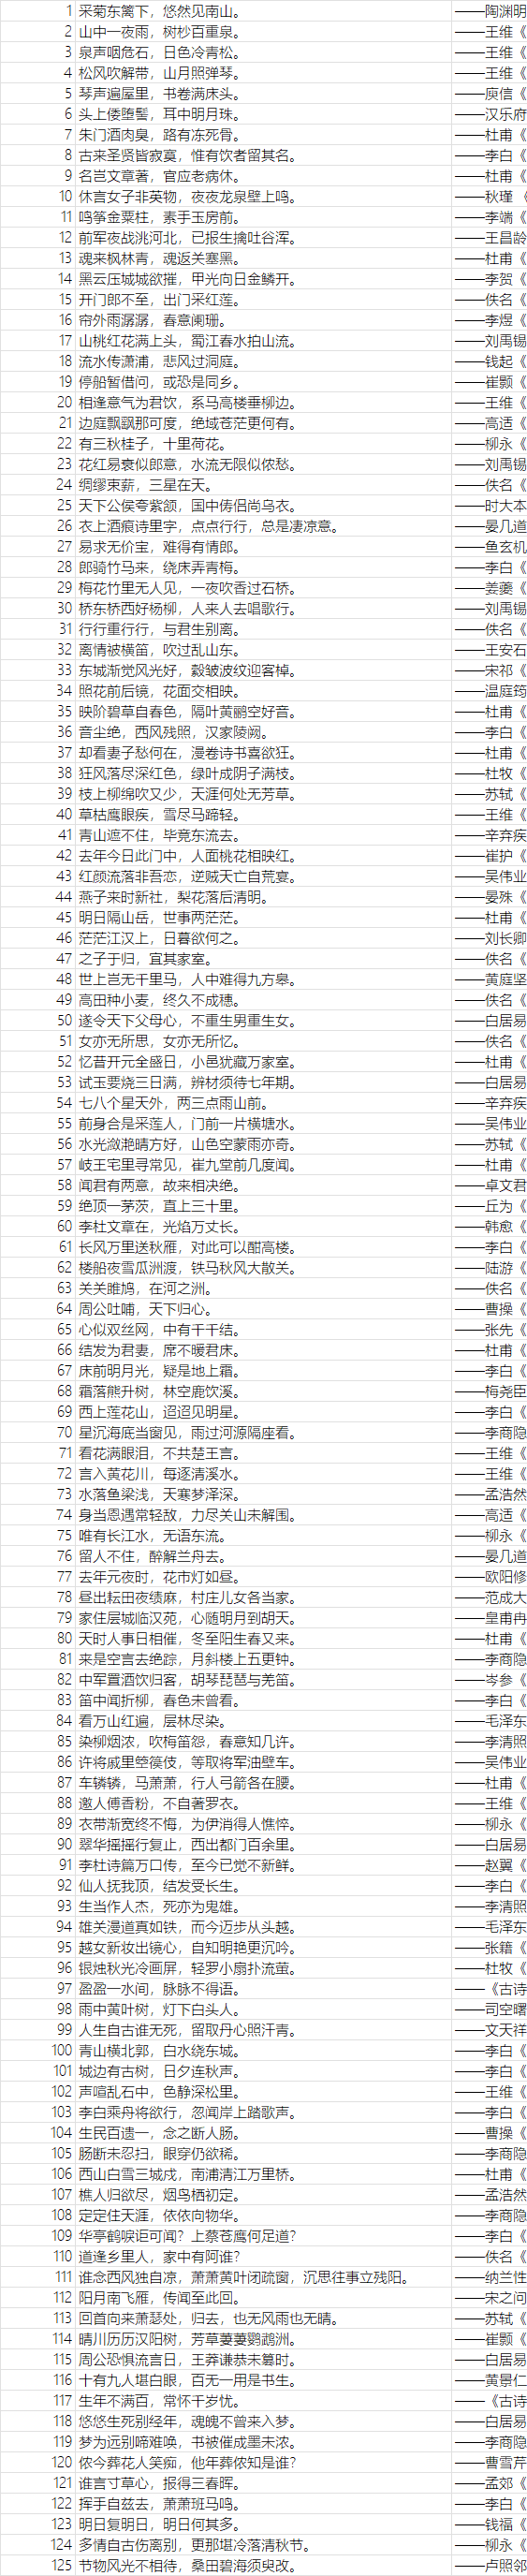 1 采菊东篱下，悠然见南山。 ——陶渊明
2 山中一夜雨，树杪百重泉。 ——王维《
3 泉声咽危石，日色冷青松。 ——王维《
4 松风吹解带，山月照弹琴。 ——王维《
5 琴声遍屋里，书卷满床头。 ——庾信《
6 头上倭堕髻，耳中明月珠。 ——汉乐府
7 朱门酒肉臭，路有冻死骨。 ——杜甫《
8 古来圣贤皆寂寞，惟有饮者留其名。 ——李白《
9 名岂文章著，官应老病休。 ——杜甫《
10 休言女子非英物，夜夜龙泉壁上鸣。 ——秋瑾《
11 鸣筝金粟柱，素手玉房前。 ——李端《
12 前军夜战洮河北，已报生擒吐谷浑。 ——王昌龄
13 魂来枫林青，魂返关塞黑。 ——杜甫《
14 黑云压城城欲摧，甲光向日金鳞开。 ——李贺《
15 开门郎不至，出门采红莲。 ——佚名《
16 帘外雨潺潺，春意阑珊。 ——李煜《
17 山桃红花满上头，蜀江春水拍山流。 ——刘禹锡
18 流水传潇浦，悲风过洞庭。 ——钱起《
19 停船暂借问，或恐是同乡。 ——崔颢《
20 相逢意气为君饮，系马高楼垂柳边。 ——王维《
21 边庭飘飖那可度，绝域苍茫更何有。 ——高适《
22 有三秋桂子，十里荷花。 ——柳永《
23 花红易衰似郎意，水流无限似侬愁。 ——刘禹锡
24 绸缪束薪，三星在天。 ——佚名《
25 天下公侯夸紫颔，国中俦侣尚乌衣。 ——时大本
26 衣上酒痕诗里字，点点行行，总是凄凉意。 ——晏几道
27 易求无价宝，难得有情郎。 ——鱼玄机
28 郎骑竹马来，绕床弄青梅。 ——李白《
29 梅花竹里无人见，一夜吹香过石桥。 ——姜夔《
30 桥东桥西好杨柳，人来人去唱歌行。 ——刘禹锡
31 行行重行行，与君生别离。 ——佚名《
32 离情被横笛，吹过乱山东。 ——王安石
33 东城渐觉风光好，縠皱波纹迎客棹。 ——宋祁《
34 照花前后镜，花面交相映。 ——温庭筠
35 映阶碧草自春色，隔叶黄鹂空好音。 ——杜甫《
36 音尘绝，西风残照，汉家陵阙。 ——李白《
37 却看妻子愁何在，漫卷诗书喜欲狂。 ——杜甫《
38 狂风落尽深红色，绿叶成阴子满枝。 ——杜牧《
39 枝上柳绵吹又少，天涯何处无芳草。 ——苏轼《
40 草枯鹰眼疾，雪尽马蹄轻。 ——王维《
41 青山遮不住，毕竟东流去。 ——辛弃疾
42 去年今日此门中，人面桃花相映红。 ——崔护《
43 红颜流落非吾恋，逆贼天亡自荒宴。 ——吴伟业
44 燕子来时新社，梨花落后清明。 ——晏殊《
45 明日隔山岳，世事两茫茫。 ——杜甫《
46 茫茫江汉上，日暮欲何之。 ——刘长卿
47 之子于归，宜其家室。 ——佚名《
48 世上岂无千里马，人中难得九方皋。 ——黄庭坚
49 高田种小麦，终久不成穗。 ——佚名《
50 遂令天下父母心，不重生男重生女。 ——白居易
51 女亦无所思，女亦无所忆。 ——佚名《
52 忆昔开元全盛日，小邑犹藏万家室。 ——杜甫《
53 试玉要烧三日满，辨材须待七年期。 ——白居易
54 七八个星天外，两三点雨山前。 ——辛弃疾
55 前身合是采莲人，门前一片横塘水。 ——吴伟业
56 水光潋滟晴方好，山色空蒙雨亦奇。 ——苏轼《
57 岐王宅里寻常见，崔九堂前几度闻。 ——杜甫《
58 闻君有两意，故来相决绝。 ——卓文君
59 绝顶一茅茨，直上三十里。 ——丘为《
60 李杜文章在，光焰万丈长。 ——韩愈《
61 长风万里送秋雁，对此可以酣高楼。 ——李白《
62 楼船夜雪瓜洲渡，铁马秋风大散关。 ——陆游《
63 关关雎鸠，在河之洲。 ——佚名《
64 周公吐哺，天下归心。 ——曹操《
65 心似双丝网，中有千千结。 ——张先《
66 结发为君妻，席不暖君床。 ——杜甫《
67 床前明月光，疑是地上霜。 ——李白《
68 霜落熊升树，林空鹿饮溪。 ——梅尧臣
69 西上莲花山，迢迢见明星。 ——李白《
70 星沉海底当窗见，雨过河源隔座看。 ——李商隐
71 看花满眼泪，不共楚王言。 ——王维《
72 言入黄花川，每逐清溪水。 ——王维《
73 水落鱼梁浅，天寒梦泽深。 ——孟浩然
74 身当恩遇常轻敌，力尽关山未解围。 ——高适《
75 唯有长江水，无语东流。 ——柳永《
76 留人不住，醉解兰舟去。 ——晏几道
77 去年元夜时，花市灯如昼。 ——欧阳修
78 昼出耘田夜绩麻，村庄儿女各当家。 ——范成大
79 家住层城临汉苑，心随明月到胡天。 ——皇甫冉
80 天时人事日相催，冬至阳生春又来。 ——杜甫《
81 来是空言去绝踪，月斜楼上五更钟。 ——李商隐
82 中军置酒饮归客，胡琴琵琶与羌笛。 ——岑参《
83 笛中闻折柳，春色未曾看。 ——李白《
84 看万山红遍，层林尽染。 ——毛泽东
85 染柳烟浓，吹梅笛怨，春意知几许。 ——李清照
86 许将戚里箜篌伎，等取将军油壁车。 ——吴伟业
87 车辚辚，马萧萧，行人弓箭各在腰。 ——杜甫《
88 邀人傅香粉，不自著罗衣。 ——王维《
89 衣带渐宽终不悔，为伊消得人憔悴。 ——柳永《
90 翠华摇摇行复止，西出都门百余里。 ——白居易
91 李杜诗篇万口传，至今已觉不新鲜。 ——赵翼《
92 仙人抚我顶，结发受长生。 ——李白《
93 生当作人杰，死亦为鬼雄。 ——李清照
94 雄关漫道真如铁，而今迈步从头越。 ——毛泽东
95 越女新妆出镜心，自知明艳更沉吟。 ——张籍《
96 银烛秋光冷画屏，轻罗小扇扑流萤。 ——杜牧《
97 盈盈一水间，脉脉不得语。 ——《古诗
98 雨中黄叶树，灯下白头人。 ——司空曙
99 人生自古谁无死，留取丹心照汗青。 ——文天祥
100 青山横北郭，白水绕东城。 ——李白《
101 城边有古树，日夕连秋声。 ——李白《
102 声喧乱石中，色静深松里。 ——王维《
103 李白乘舟将欲行，忽闻岸上踏歌声。 ——李白《
104 生民百遗一，念之断人肠。 ——曹操《
105 肠断未忍扫，眼穿仍欲稀。 ——李商隐
106 西山白雪三城戍，南浦清江万里桥。 ——杜甫《
107 樵人归欲尽，烟鸟栖初定。 ——孟浩然
108 定定住天涯，依依向物华。 ——李商隐
109 华亭鹤唳讵可闻？上蔡苍鹰何足道？ ——李白《
110 道逢乡里人，家中有阿谁？ ——佚名《
111 谁念西风独自凉，萧萧黄叶闭疏窗，沉思往事立残阳。 ——纳兰性
112 阳月南飞雁，传闻至此回。 ——宋之问
113 回首向来萧瑟处，归去，也无风雨也无晴。 ——苏轼《
114 晴川历历汉阳树，芳草萋萋鹦鹉洲。 ——崔颢《
115 周公恐惧流言日，王莽谦恭未篡时。 ——白居易
116 十有九人堪白眼，百无一用是书生。 ——黄景仁
117 生年不满百，常怀千岁忧。 ——《古诗
118 悠悠生死别经年，魂魄不曾来入梦。 ——白居易
119 梦为远别啼难唤，书被催成墨未浓。 ——李商隐
120 侬今葬花人笑痴，他年葬侬知是谁？ ——曹雪芹
121 谁言寸草心，报得三春晖。 ——孟郊《
122 挥手自兹去，萧萧班马鸣。 ——李白《
123 明日复明日，明日何其多。 ——钱福《
124 多情自古伤离别，更那堪冷落清秋节。 ——柳永《
125 节物风光不相待，桑田碧海须臾改。 ——卢照邻